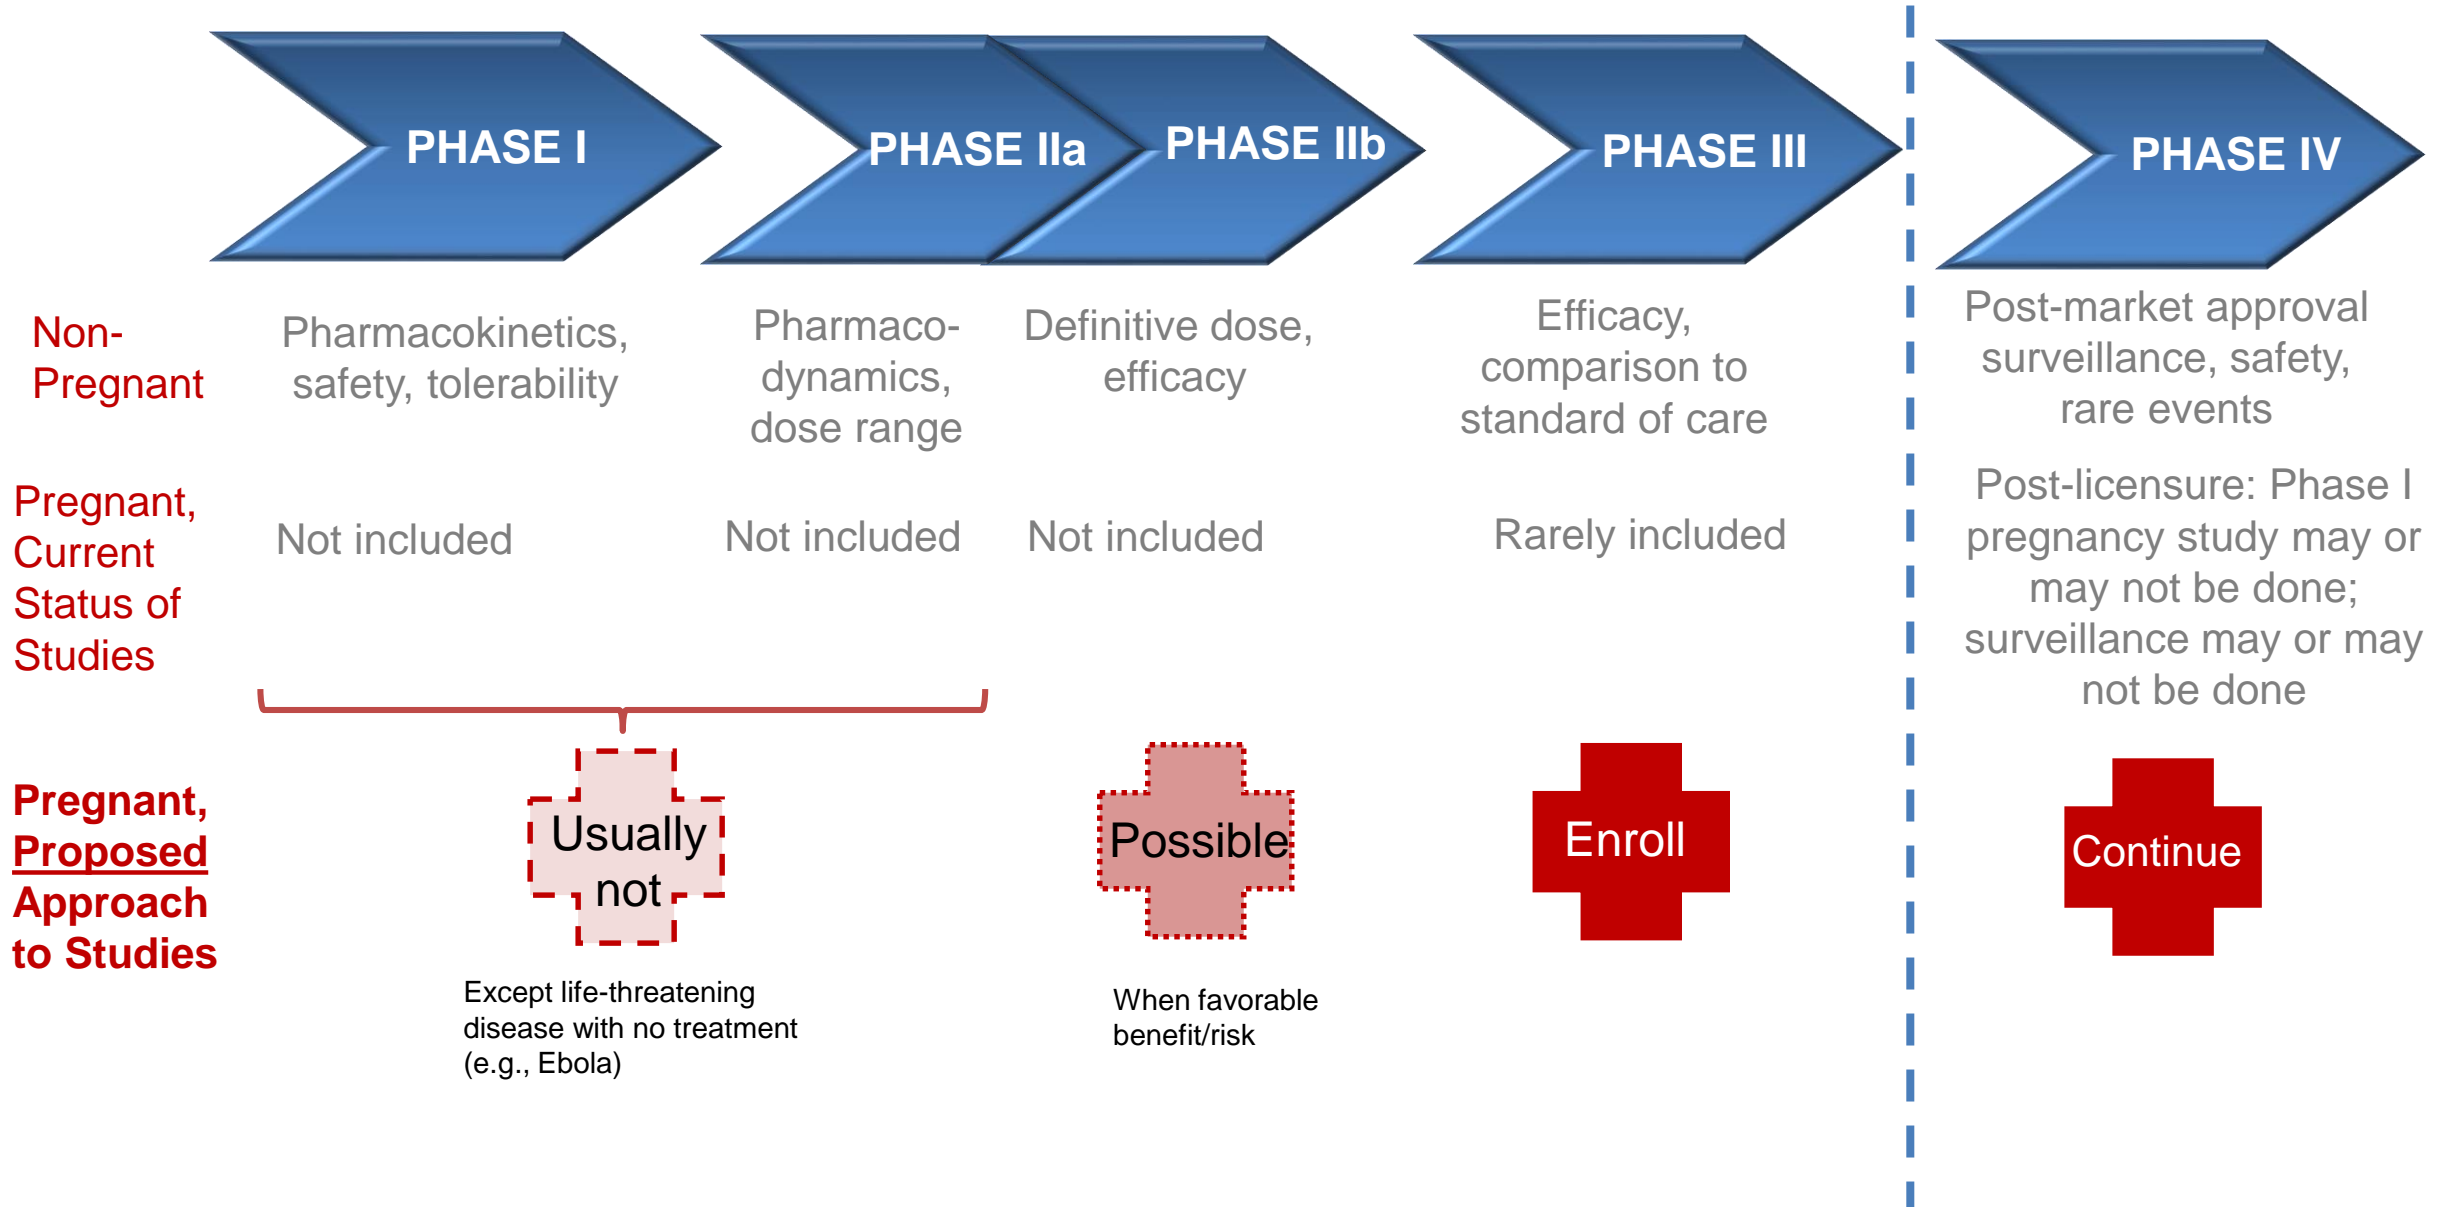 PHASE I
PHASE IIa
PHASE IIb
PHASE III
PHASE IV
Non-
Pregnant
Pharmacokinetics,
safety, tolerability
Pharmaco-
dynamics,
dose range
Definitive dose,
efficacy
Efficacy,
comparison to
standard of care
Post-market approval
surveillance, safety,
rare events
Pregnant,
Current
Status of
Studies
Not included
Not included
Not included
Rarely included
Post-licensure: Phase I
pregnancy study may or
may not be done;
surveillance may or may
not be done
Pregnant,
Proposed
Approach
to Studies
Usually
not
Possible
Enroll
Continue
Except life-threatening
disease with no treatment
(e.g., Ebola)
When favorable
benefit/risk